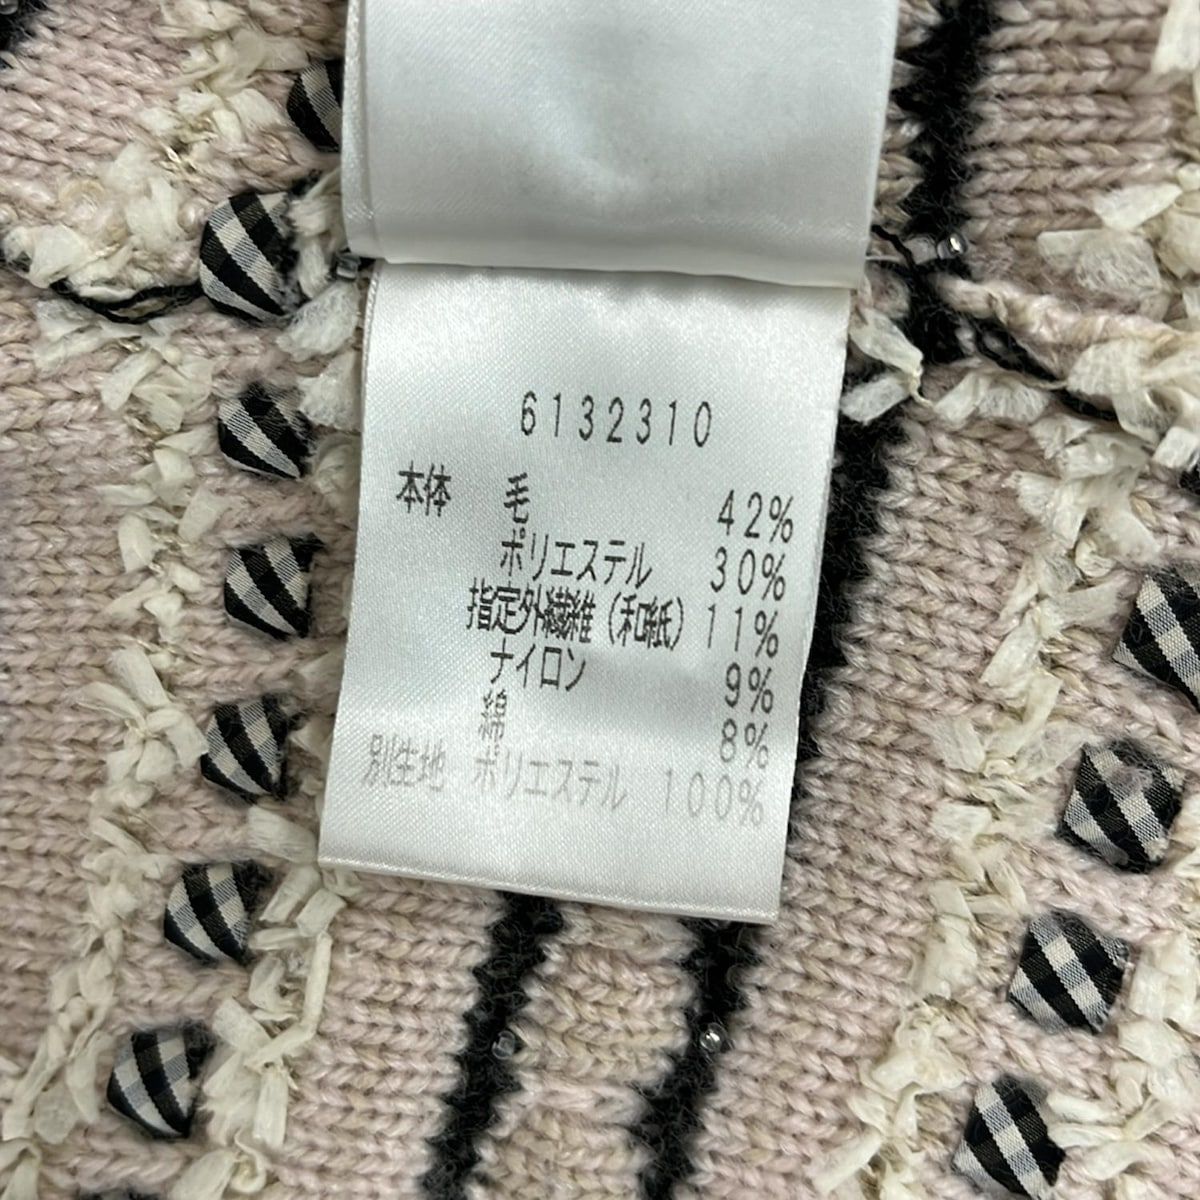 6132310
本体 毛 42%
ポリエステル 30%
指定外繊維(和紙) 11%
ナイロン 9%
綿 8%
別生地 ポリエステル 100%